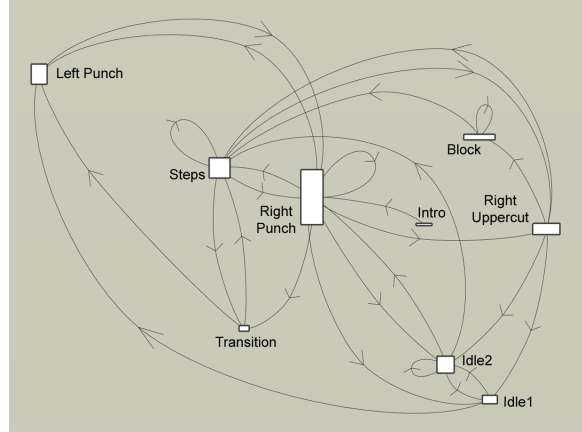 Left Punch
Block
Steps
Right
Punch
Intro
Right
Uppercut
Transition
Idle2
Idle1